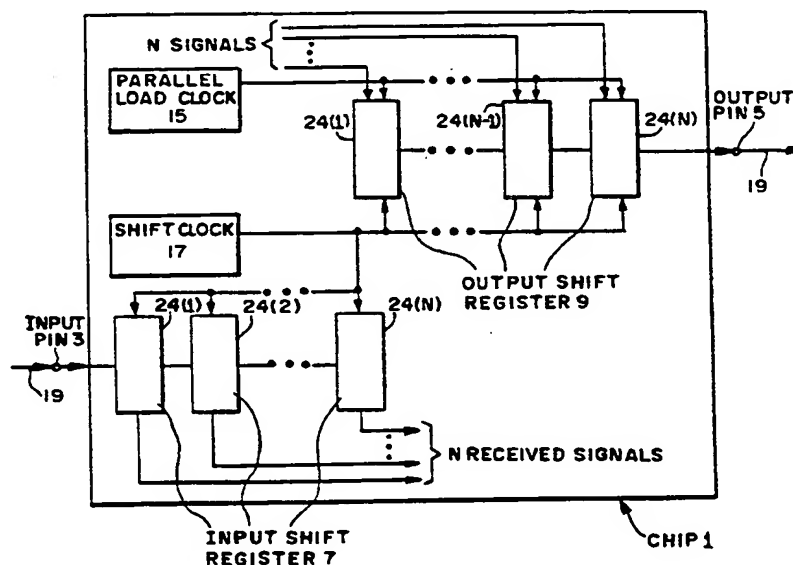 N SIGNALS
PARALLEL
LOAD CLOCK
15
24(1)
24(N-1)
24(N)
OUTPUT
PIN 5
19
SHIFT CLOCK
17
OUTPUT SHIFT
REGISTER 9
INPUT
PIN 3
24(1)
24(2)
24(N)
19
N RECEIVED SIGNALS
INPUT SHIFT
REGISTER 7
CHIP 1